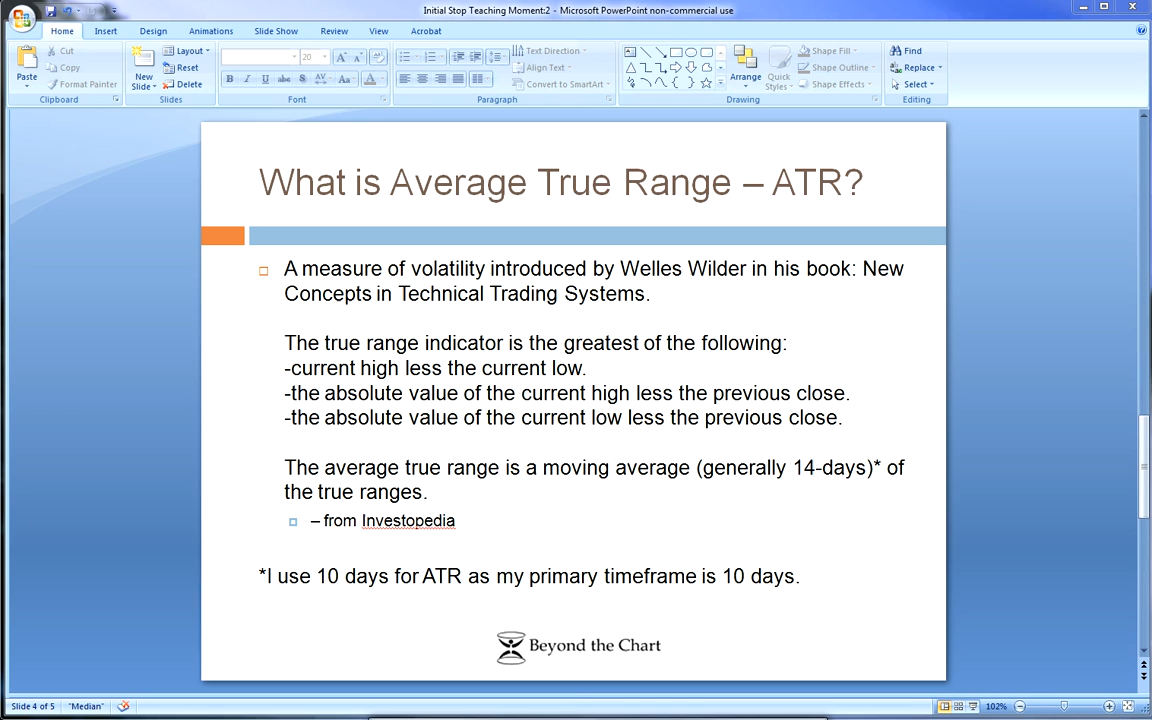 Initial Stop Teaching Moment:2 - Microsoft PowerPoint non-commercial use
Home Insert Design Animations Slide Show Review View Acrobat
Paste
Cut
Copy
Format Painter
Clipboard
New Slide
Layout
Reset
Delete
Slides
20
B I U abc S AV Aa A
Font
Text Direction
Align Text
Convert to SmartArt
Paragraph
Arrange
Quick Styles
Shape Fill
Shape Outline
Shape Effects
Drawing
Find
Replace
Select
Editing
What is Average True Range – ATR?
A measure of volatility introduced by Welles Wilder in his book: New
Concepts in Technical Trading Systems.
The true range indicator is the greatest of the following:
-current high less the current low.
-the absolute value of the current high less the previous close.
-the absolute value of the current low less the previous close.
The average true range is a moving average (generally 14-days)* of
the true ranges.
– from Investopedia
*I use 10 days for ATR as my primary timeframe is 10 days.
Beyond the Chart
Slide 4 of 5 "Median" 102%